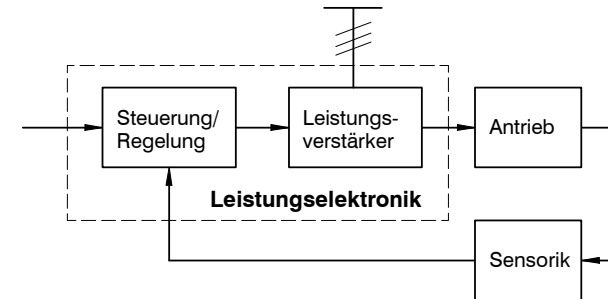 Steuerung/
Regelung
Leistungs-
verstärker
Antrieb
Leistungselektronik
Sensorik